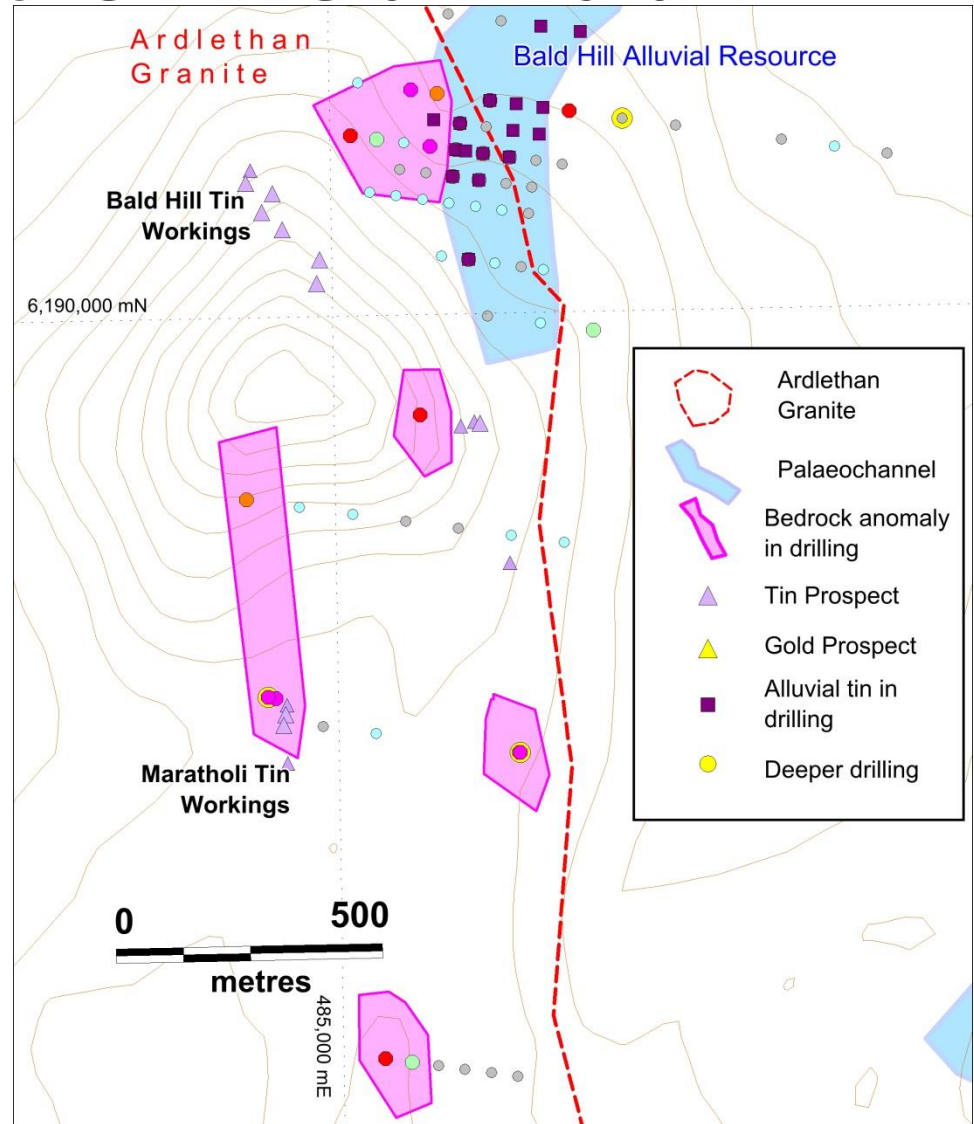 Ardlethan
Granite
Bald Hill Alluvial Resource
Bald Hill Tin
Workings
6,190,000 mN
Ardlethan
Granite
Palaeochannel
Bedrock anomaly
in drilling
Tin Prospect
Gold Prospect
Alluvial tin in
drilling
Deeper drilling
Maratholi Tin
Workings
0 500
metres
485,000 mE